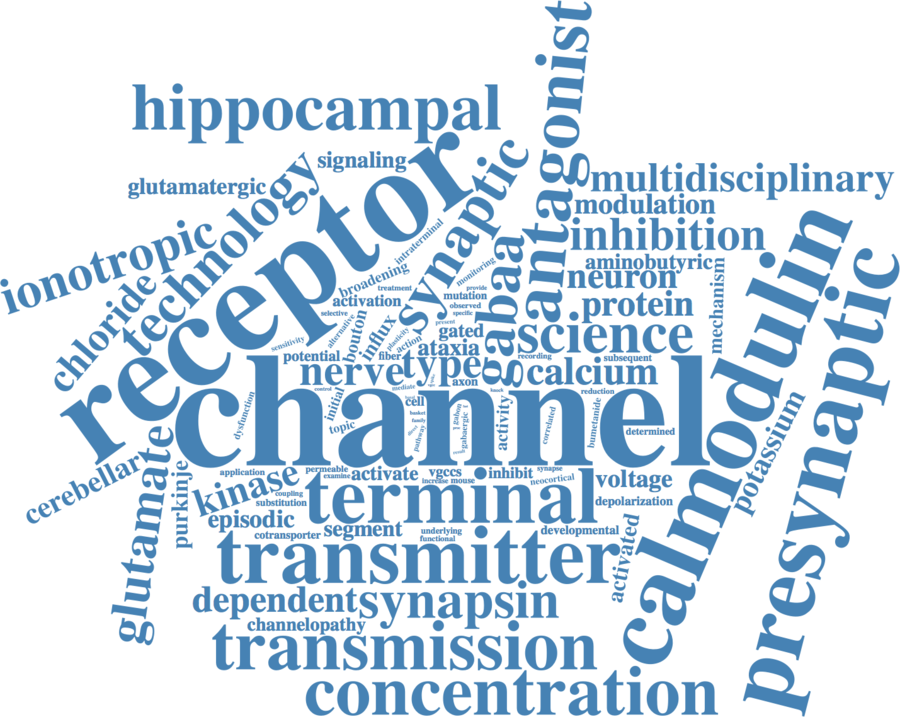 antagonist
hippocampal
receptor
synaptic
signaling
technology
glutamatergic
multidisciplinary
modulation
ionotropic
intraterminal
inhibition
gabaa
calmodulin
presynaptic
aminobutyric
neuron
broadening
monitoring
mechanism
chloride
treatment
provide
activation
mutation
protein
observed
specific
selective
bouton
influx
plasticity
action
present
gated
science
alternative
sensitivity
ataxia
potential
fiber
recording
subsequent
nerve
type
calcium
axon
channel
control
mediate
reduction
initial
cell
activity
correlated
bumetanide
potassium
dysfunction
topic
basket
family
pathway
direct
gabaergic
determined
cerebellar
glutamate
purkinje
application
permeable
examine
activate
vgccs
inhibit
synapse
neocortical
voltage
increase
mouse
kinase
coupling
substitution
terminal
depolarization
episodic
segment
cotransporter
underlying
functional
developmental
activated
transmitter
dependent
synapsin
channelopathy
transmission
concentration